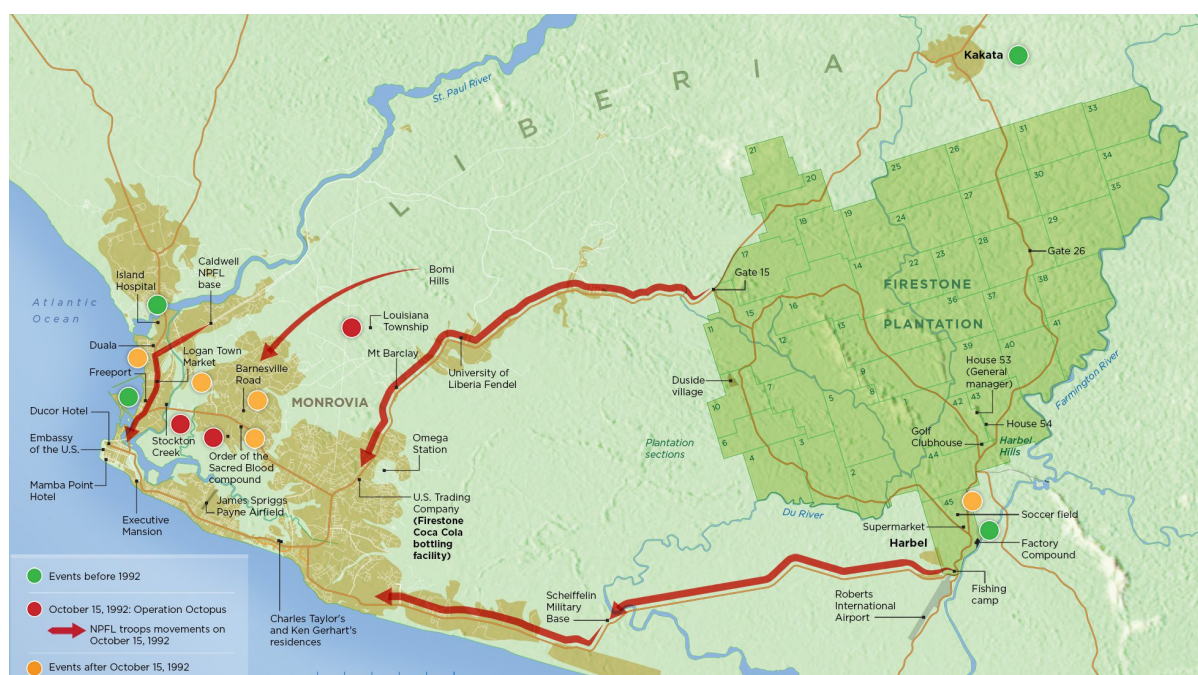 Kakata
St. Paul River
L I B E R I A
33
31
26
34
21
25
30
20
27
35
18
19
24
29
Gate 26
28
17
23
22
14
38
Gate 15
FIRESTONE
37
36
PLANTATION
15
16
41
11
12
13
39
40
House 53
(General
manager)
9
8
Duside
village
7
5
1
42
43
10
House 54
Golf
Clubhouse
Harbel
Hills
Farmington River
6
3
44
4
2
Plantation
sections
Du River
45
Soccer field
Supermarket
Harbel
Factory
Compound
Fishing
camp
Roberts
International
Airport
Scheiffelin
Military
Base
Island
Hospital
Caldwell
NPFL
base
Bomi
Hills
Atlantic
Ocean
Louisiana
Township
Duala
Logan Town
Market
Mt Barclay
University of
Liberia Fendel
Freeport
Barnesville
Road
MONROVIA
Ducor Hotel
Embassy
of the U.S.
Stockton
Creek
Order of the
Sacred Blood
compound
Omega
Station
Mamba Point
Hotel
Executive
Mansion
James Spriggs
Payne Airfield
U.S. Trading
Company
(Firestone
Coca Cola
bottling
facility)
Charles Taylor's
and Ken Gerhart's
residences
Events before 1992
October 15, 1992: Operation Octopus
NPFL troops movements on
October 15, 1992
Events after October 15, 1992